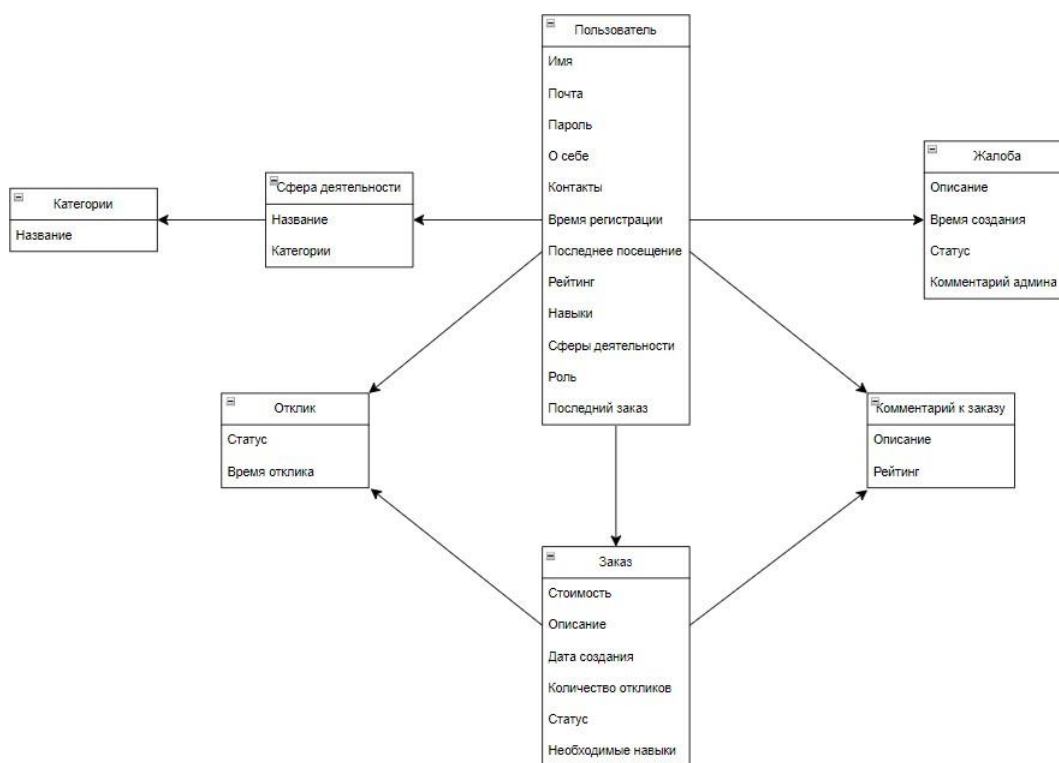 Пользователь
Имя
Почта
Пароль
О себе
Контакты
Время регистрации
Последнее посещение
Рейтинг
Навыки
Сферы деятельности
Роль
Последний заказ
Категории
Название
Сфера деятельности
Название
Категории
Жалоба
Описание
Время создания
Статус
Комментарий админа
Отклик
Статус
Время отклика
Комментарий к заказу
Описание
Рейтинг
Заказ
Стоимость
Описание
Дата создания
Количество откликов
Статус
Необходимые навыки